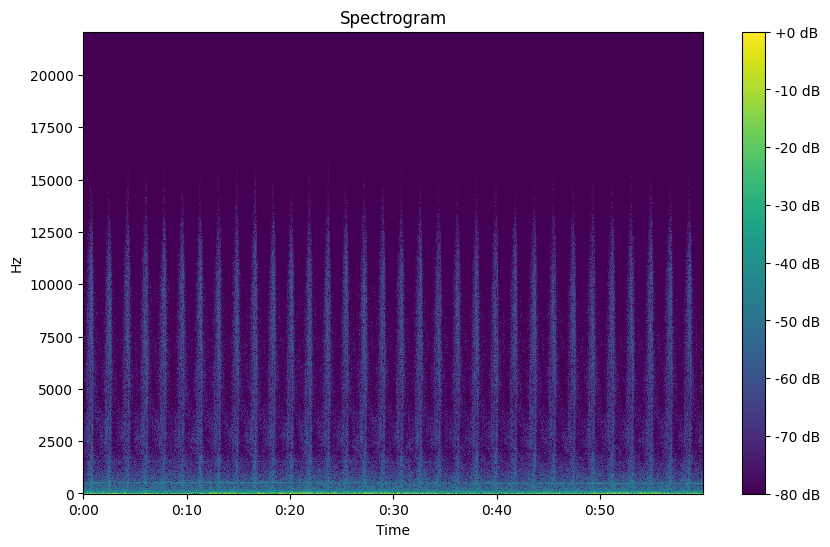 Spectrogram
Hz
20000
17500
15000
12500
10000
7500
5000
2500
0
0:00
0:10
0:20
0:30
0:40
0:50
Time
+0 dB
-10 dB
-20 dB
-30 dB
-40 dB
-50 dB
-60 dB
-70 dB
-80 dB